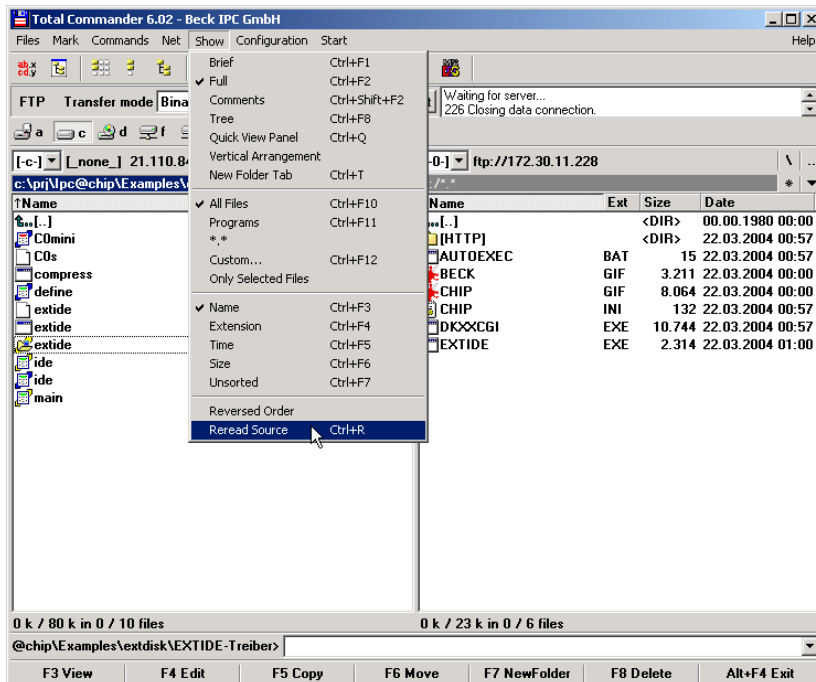 Total Commander 6.02 - Beck IPC GmbH
Files Mark Commands Net Show Configuration Start Help
ab.x
cd.y
FTP Transfer mode Bina
Waiting for server...
226 Closing data connection.
a c d f
[-c-] [_none_] 21.110.84
-0-] ftp://172.30.11.228 \ ..
c:\prj\Ipc@chip\Examples\
:/*.* *
↑Name
Name Ext Size Date
[..]
C0mini
C0s
compress
define
extide
extide
extide
ide
ide
main
[..] <DIR> 00.00.1980 00:00
[HTTP] <DIR> 22.03.2004 00:57
AUTOEXEC BAT 15 22.03.2004 00:57
BECK GIF 3.211 22.03.2004 00:00
CHIP GIF 8.064 22.03.2004 00:00
CHIP INI 132 22.03.2004 00:57
DKXXCGI EXE 10.744 22.03.2004 00:57
EXTIDE EXE 2.314 22.03.2004 01:00
Brief Ctrl+F1
Full Ctrl+F2
Comments Ctrl+Shift+F2
Tree Ctrl+F8
Quick View Panel Ctrl+Q
Vertical Arrangement
New Folder Tab Ctrl+T
All Files Ctrl+F10
Programs Ctrl+F11
*.*
Custom... Ctrl+F12
Only Selected Files
Name Ctrl+F3
Extension Ctrl+F4
Time Ctrl+F5
Size Ctrl+F6
Unsorted Ctrl+F7
Reversed Order
Reread Source Ctrl+R
0 k / 80 k in 0 / 10 files
0 k / 23 k in 0 / 6 files
@chip\Examples\extdisk\EXTIDE-Treiber>
F3 View F4 Edit F5 Copy F6 Move F7 NewFolder F8 Delete Alt+F4 Exit